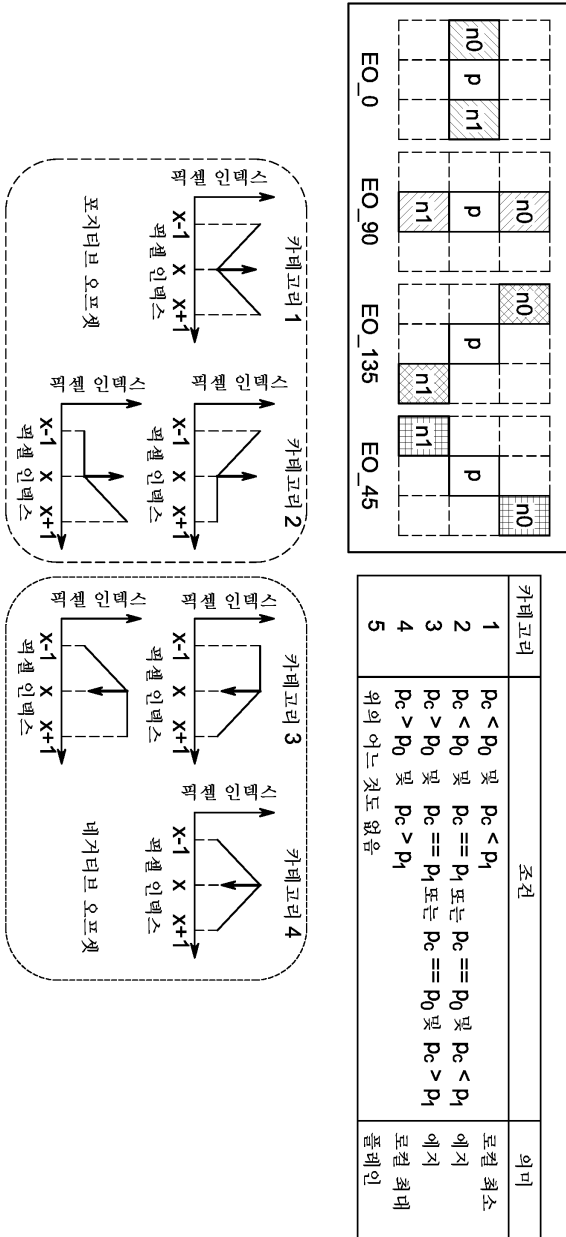 n0 p n1
EO_0
n0
p
n1
EO_90
n0
p
n1
EO_135
n0
p
n1
EO_45
카테고리 조건 의미
1 pc < p0 및 pc < p1 로컬 최소
2 pc < p0 및 pc == p1 또는 pc == p0 및 pc < p1 에지
3 pc > p0 및 pc == p1 또는 pc == p0 및 pc > p1 에지
4 pc > p0 및 pc > p1 로컬 최대
5 위의 어느 것도 없음 플레인
카테고리 1
픽셀 인덱스
X-1 X X+1
픽셀 인덱스
포지티브 오프셋
카테고리 2
픽셀 인덱스
X-1 X X+1
픽셀 인덱스
픽셀 인덱스
X-1 X X+1
픽셀 인덱스
카테고리 3
픽셀 인덱스
X-1 X X+1
픽셀 인덱스
픽셀 인덱스
X-1 X X+1
픽셀 인덱스
카테고리 4
픽셀 인덱스
X-1 X X+1
픽셀 인덱스
네거티브 오프셋